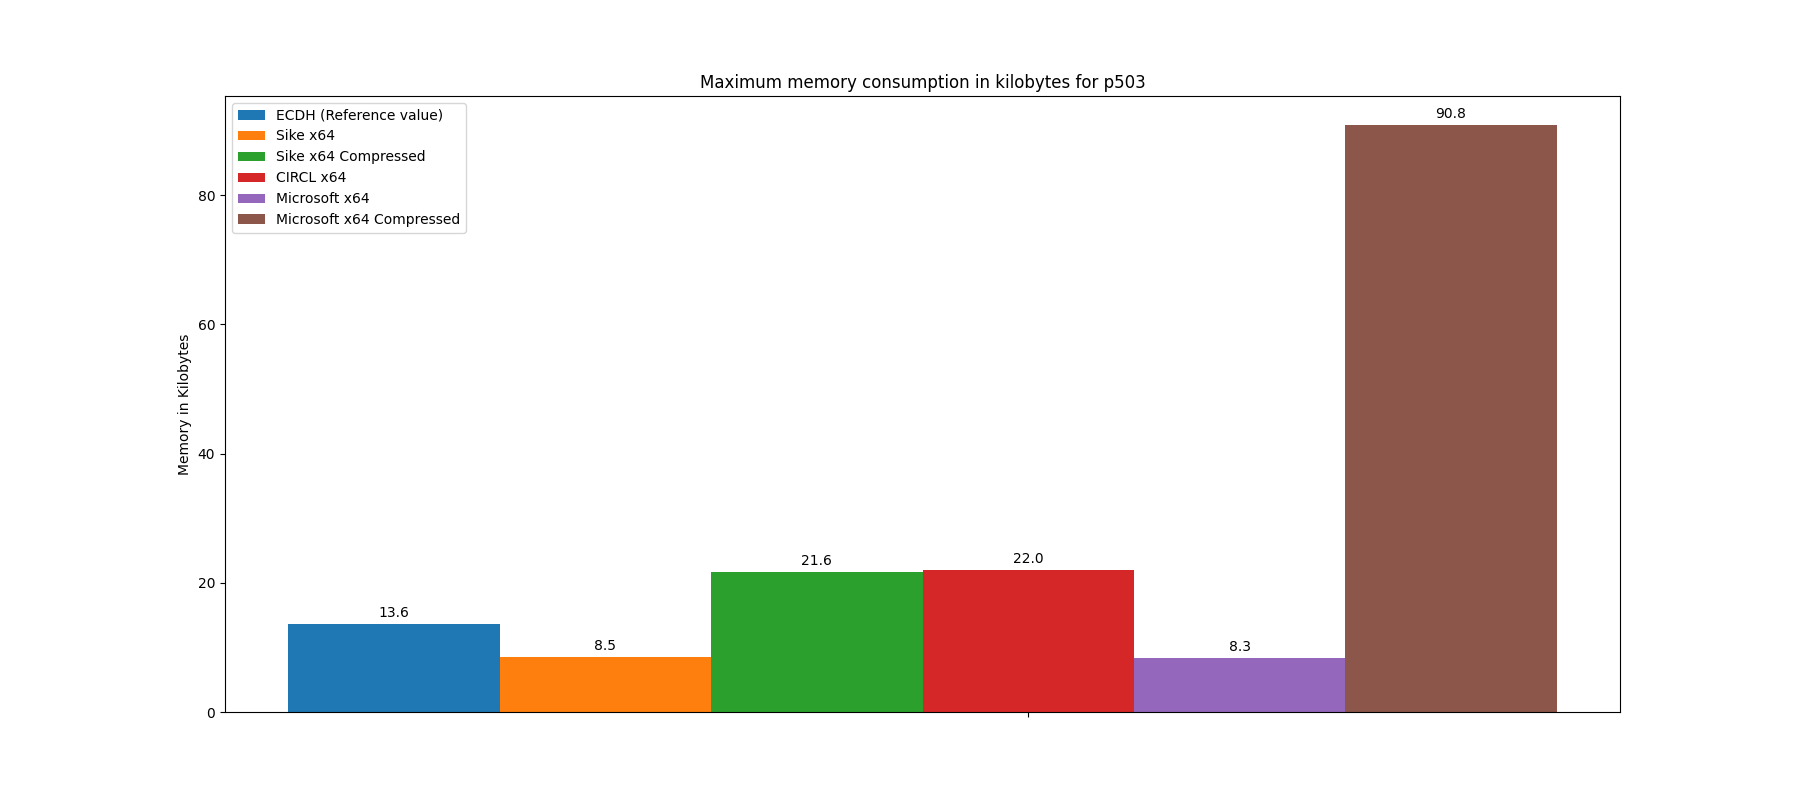 Maximum memory consumption in kilobytes for p503
ECDH (Reference value)
Sike x64
Sike x64 Compressed
CIRCL x64
Microsoft x64
Microsoft x64 Compressed
Memory in Kilobytes
80
60
40
20
0
13.6
8.5
21.6
22.0
8.3
90.8